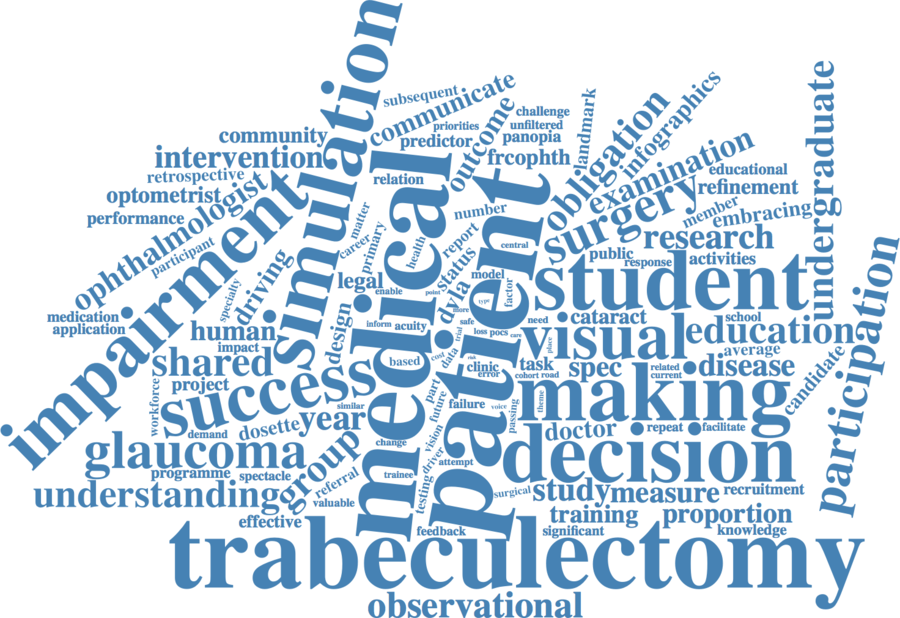 simulation
subsequent
communicate
community
intervention
retrospective
optometrist
performance
ophthalmologist
participant
medication
application
impairment
specialty
driving
priorities
predictor
outcome
challenge
unfiltered
panopia
frcophth
landmark
obligation
infographics
examination
undergraduate
relation
medical
patient
surgery
educational
refinement
member
embracing
research
public
response
activities
matter
career
primary
health
number
report
status
central
legal
enable
point
model
factor
student
human
impact
design
dvla
more
type
inform
acuity
safe
trial
loss
pocs
care
need
cataract
school
visual
education
place
average
shared
project
based
cost
data
club
clinic
error
task
cohort
road
spec
related
current
disease
candidate
participation
workforce
success
similar
part
future
failure
voice
passing
theme
making
demand
dosette
year
doctor
repeat
facilitate
glaucoma
group
change
vision
driver
attempt
decision
programme
spectacle
referral
trainee
testing
understanding
valuable
surgical
study
measure
recruitment
effective
feedback
training
proportion
significant
knowledge
trabeculectomy
observational